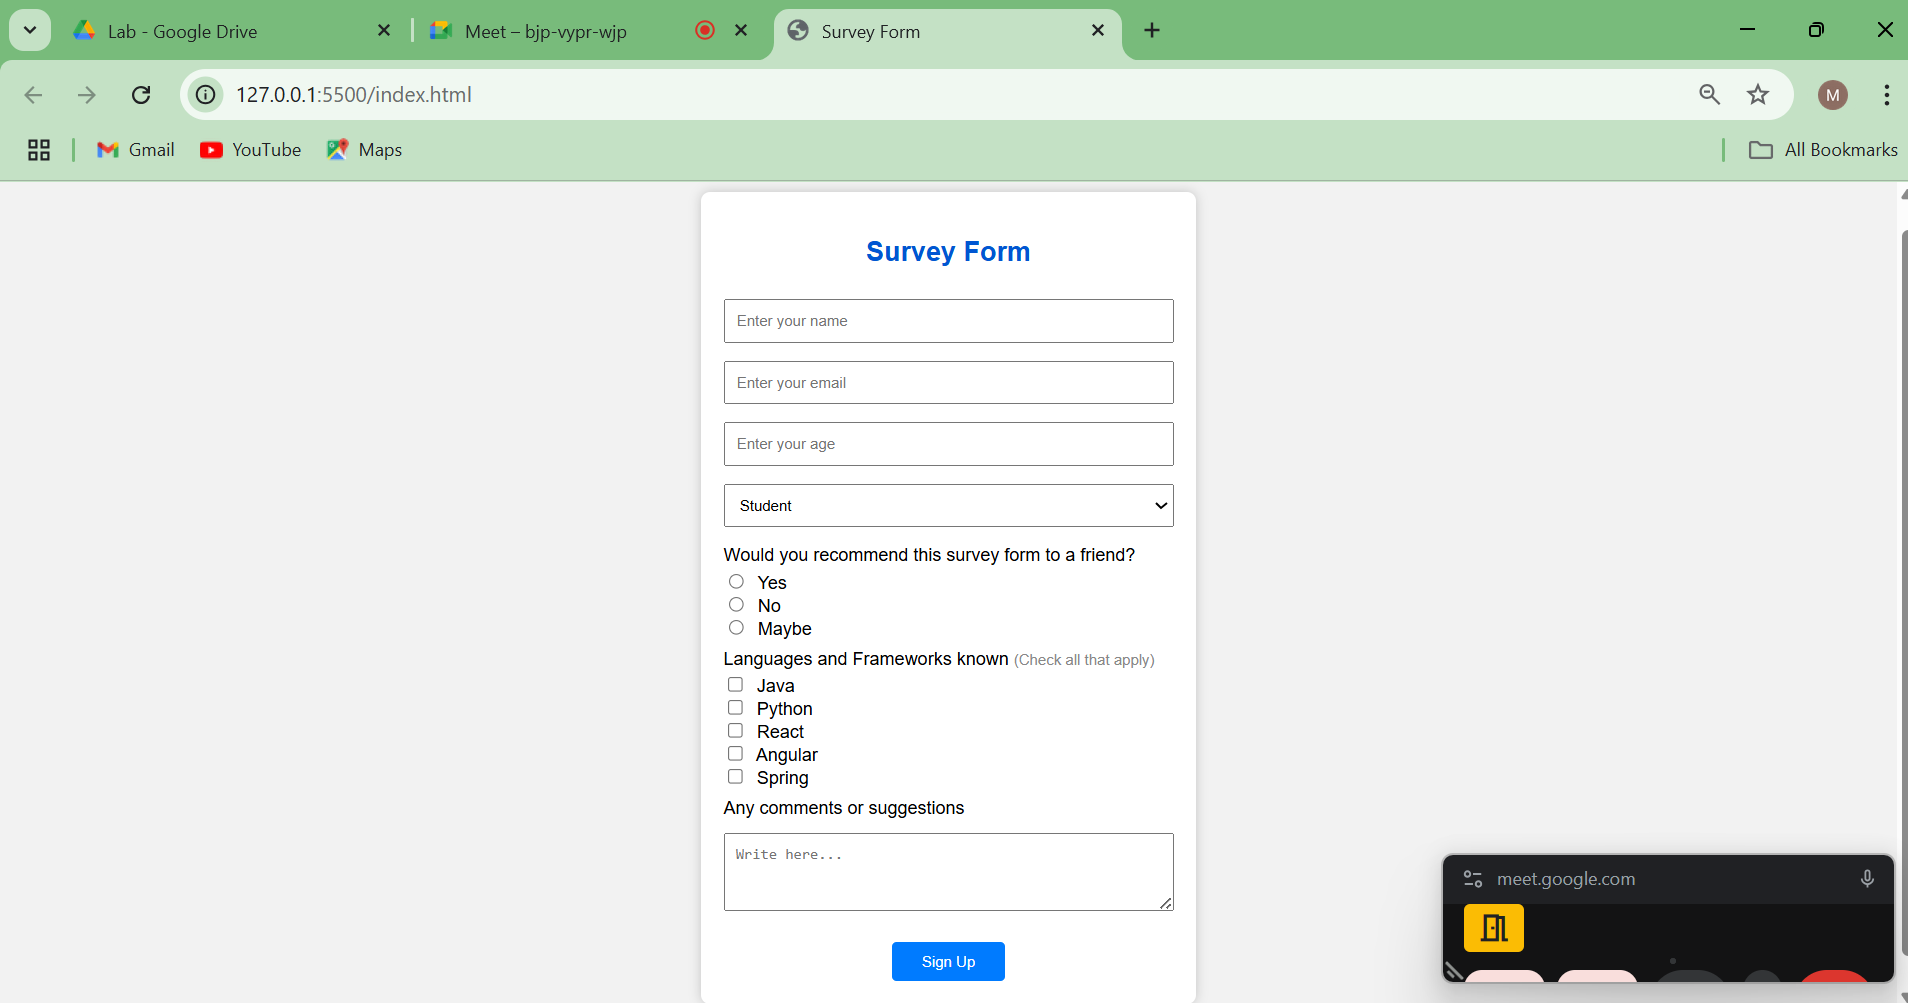 Lab - Google Drive
Meet – bjp-vypr-wjp
Survey Form
127.0.0.1:5500/index.html
M
Gmail
YouTube
Maps
All Bookmarks
Survey Form
Enter your name
Enter your email
Enter your age
Student
Would you recommend this survey form to a friend?
Yes
No
Maybe
Languages and Frameworks known (Check all that apply)
Java
Python
React
Angular
Spring
Any comments or suggestions
Write here...
Sign Up
meet.google.com